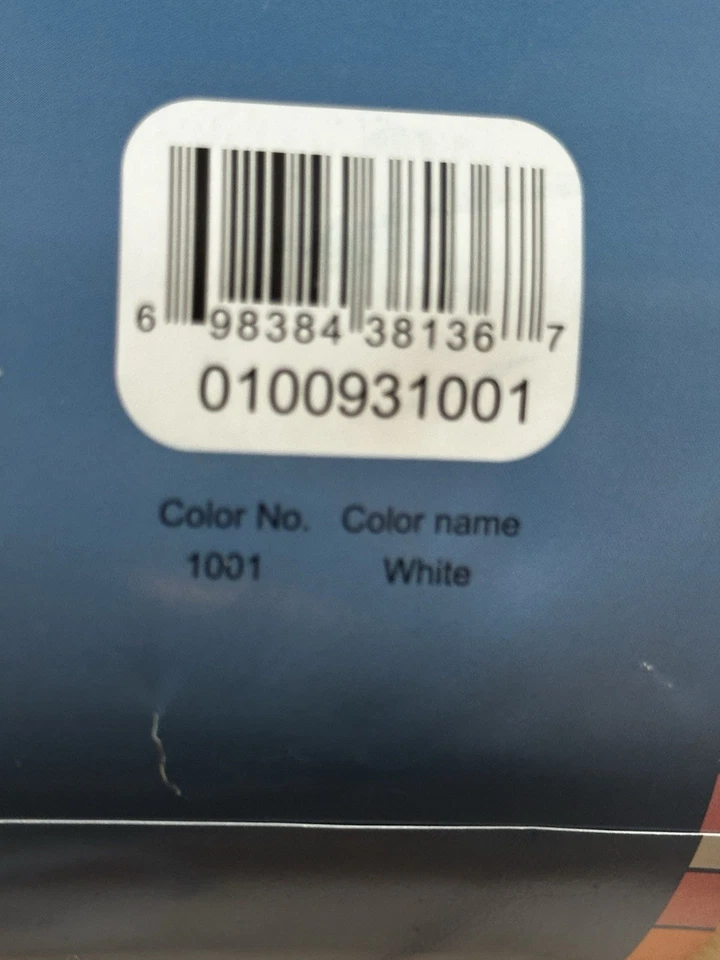 6 98384 38136 7
0100931001
Color No. Color name
1001 White